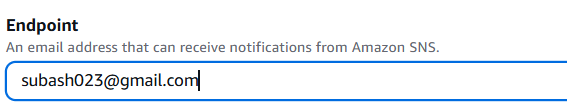 Endpoint
An email address that can receive notifications from Amazon SNS.
subash023@gmail.com